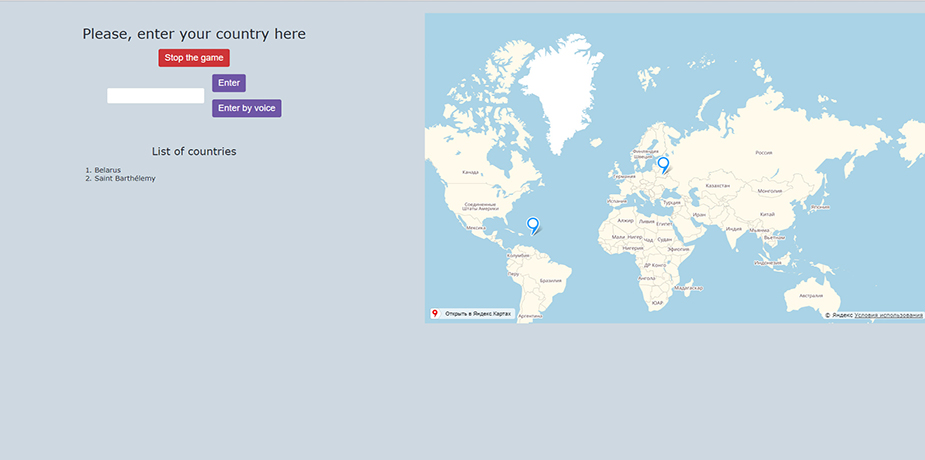 Please, enter your country here
Stop the game
Enter
Enter by voice
List of countries
1. Belarus
2. Saint Barthélemy
Финляндия
Швеция
Россия
Канада
Германия
Казахстан
Монголия
Соединенные
Штаты Америки
Испания
Турция
Япония
Иран
Китай
Алжир
Ливия
Египет
Мексика
Индия
Мьянма
Вьетнам
Мали
Нигер
Чад
Судан
Нигерия
Эфиопия
Колумбия
ДР Конго
Индонезия
Перу
Бразилия
Ангола
Мадагаскар
Австралия
ЮАР
Аргентина
Открыть в Яндекс.Картах
© Яндекс Условия использования